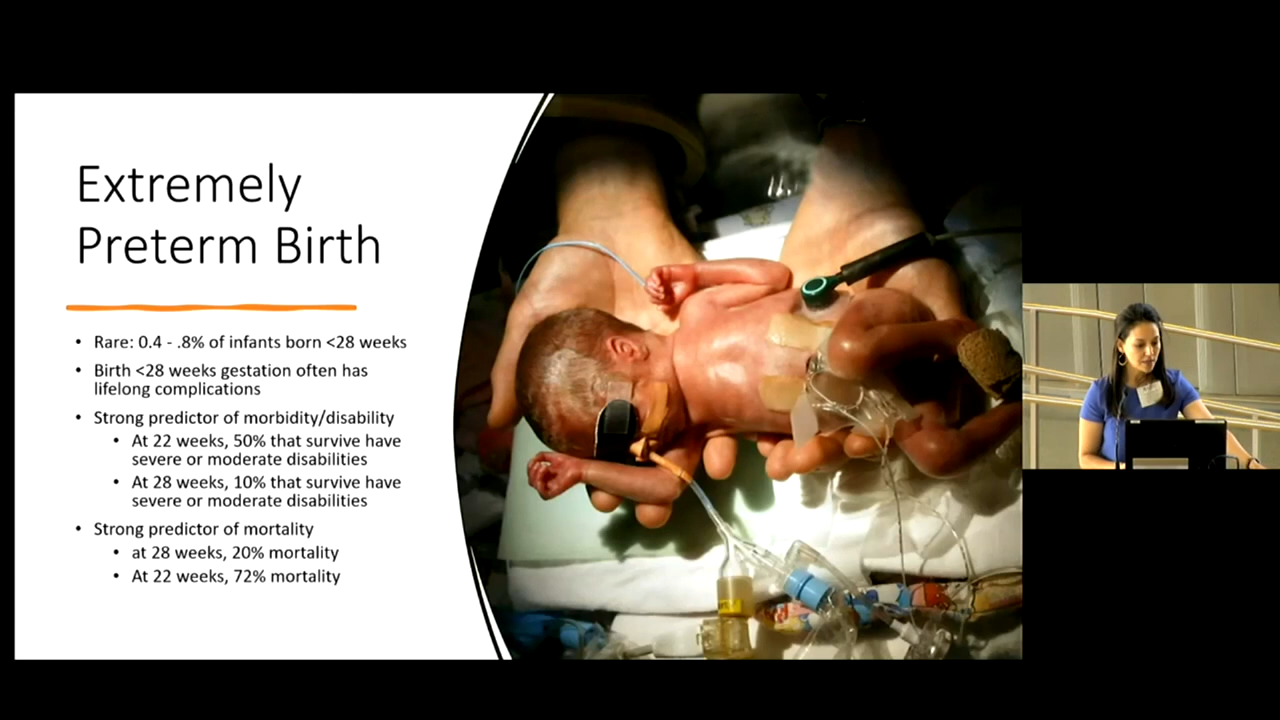 Extremely
Preterm Birth
• Rare: 0.4 - .8% of infants born <28 weeks
• Birth <28 weeks gestation often has
lifelong complications
• Strong predictor of morbidity/disability
• At 22 weeks, 50% that survive have
severe or moderate disabilities
• At 28 weeks, 10% that survive have
severe or moderate disabilities
• Strong predictor of mortality
• at 28 weeks, 20% mortality
• At 22 weeks, 72% mortality